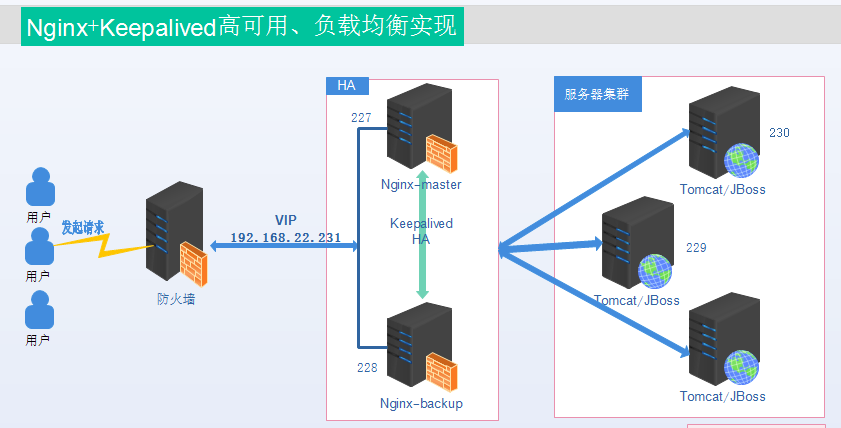 Nginx+Keepalived高可用、负载均衡实现
HA
服务器集群
227
230
Nginx-master
Tomcat/JBoss
用户
发起请求
VIP
192.168.22.231
Keepalived
HA
229
用户
防火墙
Tomcat/JBoss
用户
228
Nginx-backup
Tomcat/JBoss